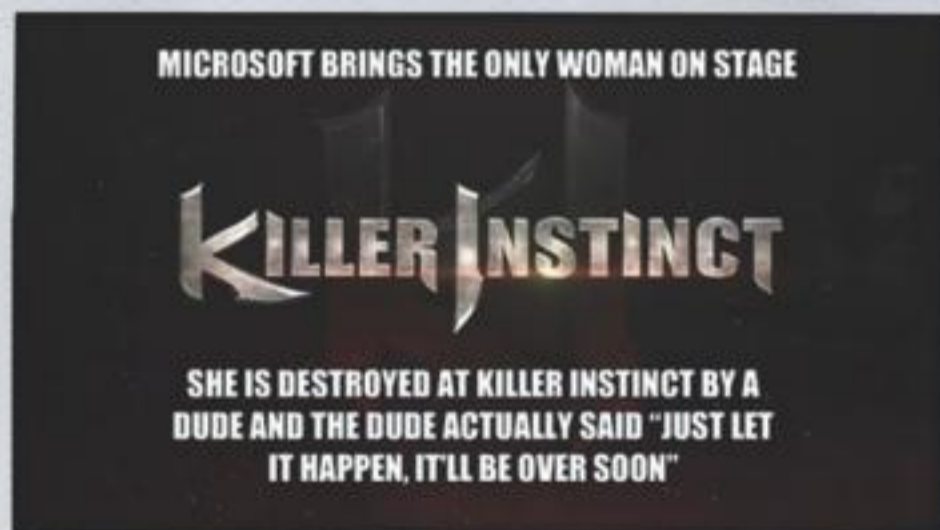 MICROSOFT BRINGS THE ONLY WOMAN ON STAGE
KILLER INSTINCT
SHE IS DESTROYED AT KILLER INSTINCT BY A
DUDE AND THE DUDE ACTUALLY SAID "JUST LET
IT HAPPEN, IT'LL BE OVER SOON"